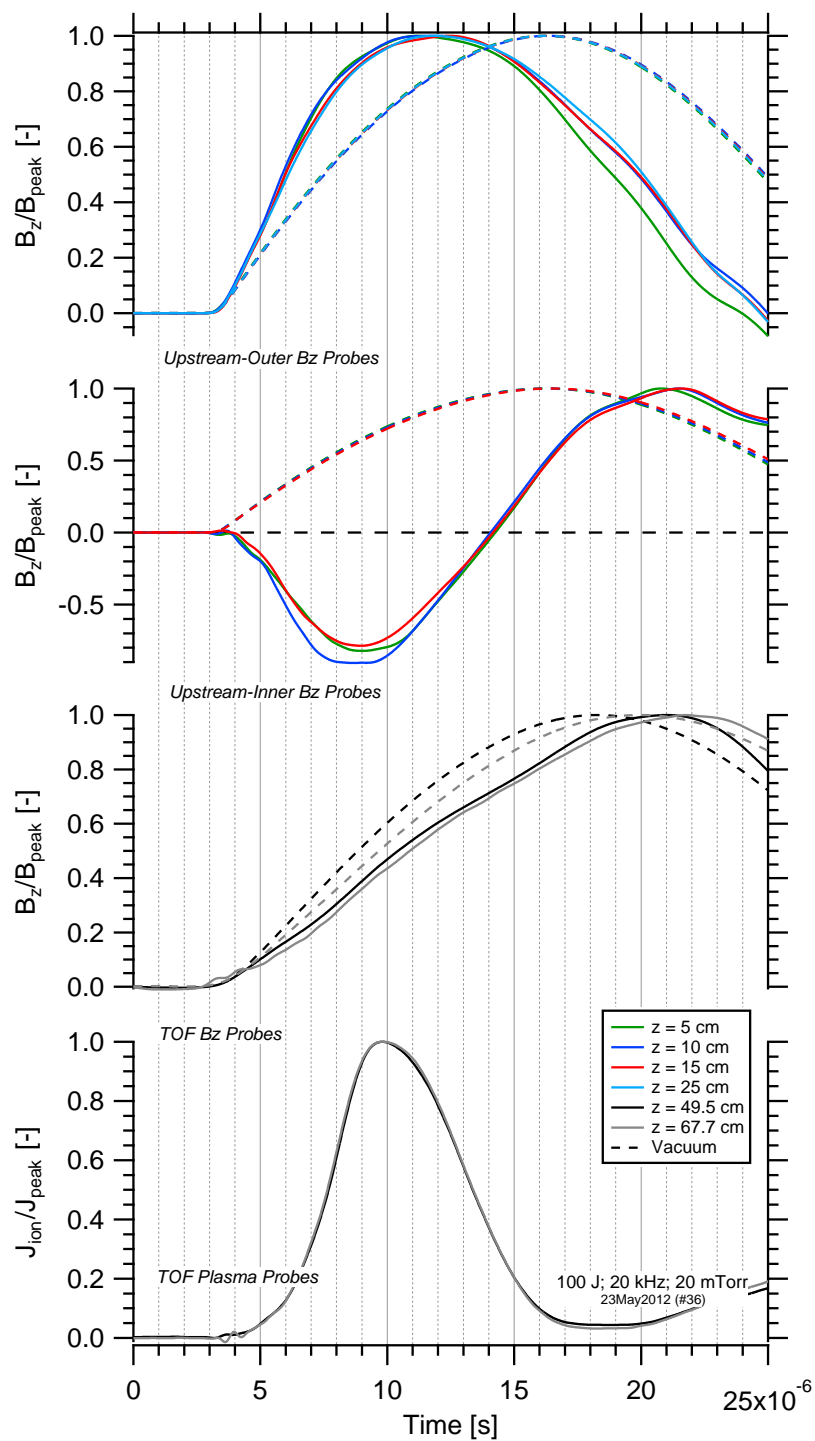 1.0
0.8
0.6
0.4
0.2
0.0
Bz/Bpeak [-]
Upstream-Outer Bz Probes
1.0
0.5
0.0
-0.5
Bz/Bpeak [-]
Upstream-Inner Bz Probes
1.0
0.8
0.6
0.4
0.2
0.0
Bz/Bpeak [-]
TOF Bz Probes
z = 5 cm
z = 10 cm
z = 15 cm
z = 25 cm
z = 49.5 cm
z = 67.7 cm
Vacuum
1.0
0.8
0.6
0.4
0.2
0.0
Jion/Jpeak [-]
TOF Plasma Probes
100 J; 20 kHz; 20 mTorr
23May2012 (#36)
0 5 10 15 20 25x10⁻⁶
Time [s]